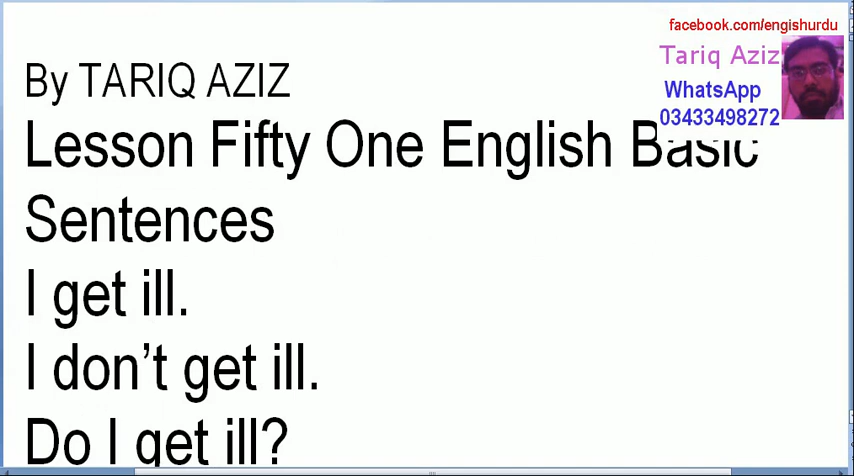 facebook.com/engishurdu
Tariq Aziz
WhatsApp
03433498272
By TARIQ AZIZ
Lesson Fifty One English Basic
Sentences
I get ill.
I don’t get ill.
Do I get ill?